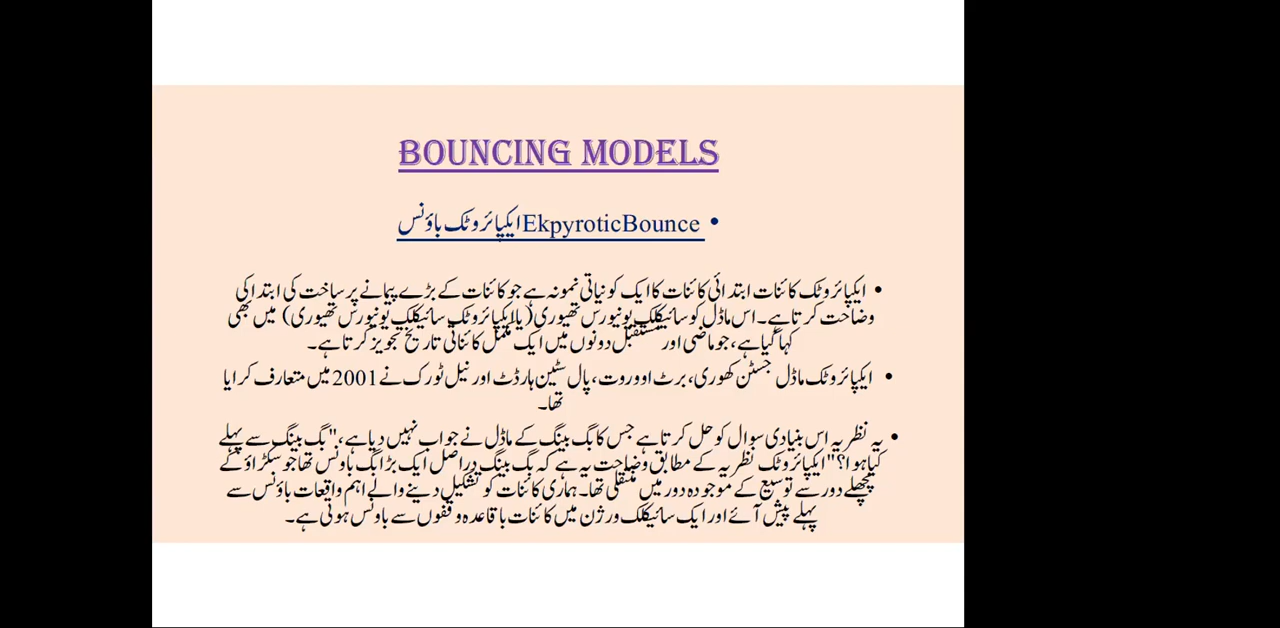 BOUNCING MODELS
• EkpyroticBounce ایکپائروٹک باؤنس
• ایکپائروٹک کائنات ابتدائی کائنات کا ایک کونیاتی نمونہ ہے جو کائنات کے بڑے پیمانے پر ساخت کی ابتدا کی
وضاحت کرتا ہے۔ اس ماڈل کو سائیکلک یونیورس تھیوری (یا ایکپائروٹک سائیکلک یونیورس تھیوری) میں بھی
کہا گیا ہے، جو ماضی اور مستقبل دونوں میں ایک مکمل کائناتی تاریخ تجویز کرتا ہے۔
• ایکپائروٹک ماڈل جسٹن کھوری، برٹ اووروت، پال سٹین ہارڈٹ اور نیل ٹورک نے 2001 میں متعارف کرایا
تھا۔
• یہ نظریہ اس بنیادی سوال کو حل کرتا ہے جس کا بگ بینگ کے ماڈل نے جواب نہیں دیا ہے، "بگ بینگ سے پہلے
کیا ہوا؟" ایکپائروٹک نظریہ کے مطابق وضاحت یہ ہے کہ بگ بینگ دراصل ایک بڑا بگ باونس تھا جو سکڑاؤ کے
پچھلے دور سے توسیع کے موجودہ دور میں منتقلی تھا۔ ہماری کائنات کو تشکیل دینے والے اہم واقعات باؤنس سے
پہلے پیش آئے اور ایک سائیکلک ورژن میں کائنات باقاعدہ وقفوں سے باونس ہوتی ہے۔